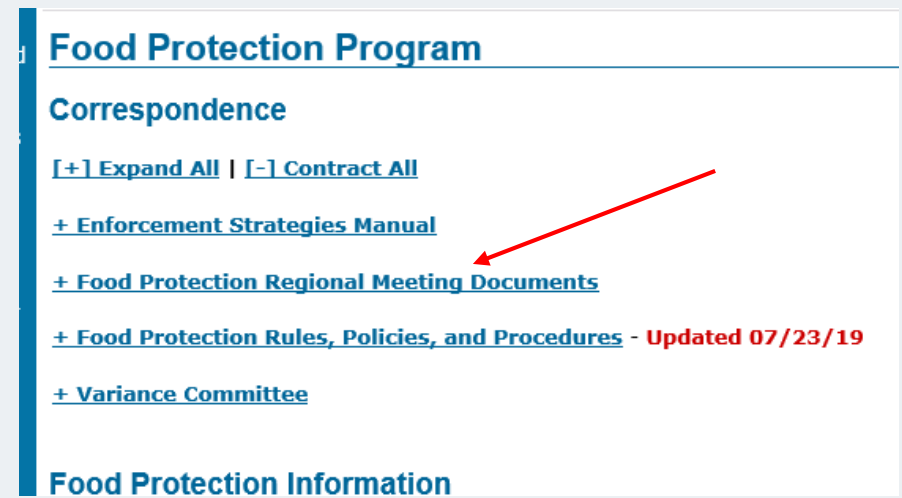 Food Protection Program
Correspondence
[+] Expand All | [-] Contract All
+ Enforcement Strategies Manual
+ Food Protection Regional Meeting Documents
+ Food Protection Rules, Policies, and Procedures - Updated 07/23/19
+ Variance Committee
Food Protection Information